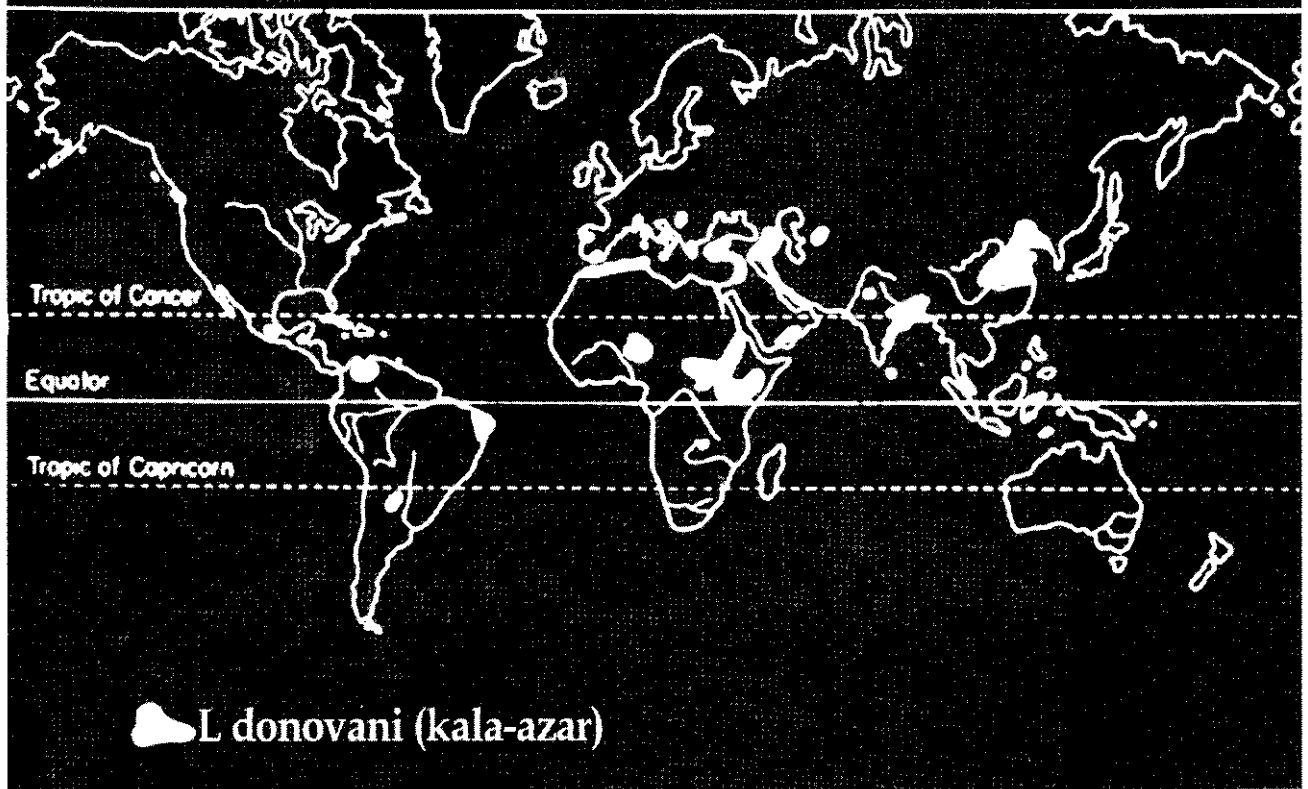 Tropic of Cancer
Equator
Tropic of Capricorn
L donovani (kala-azar)